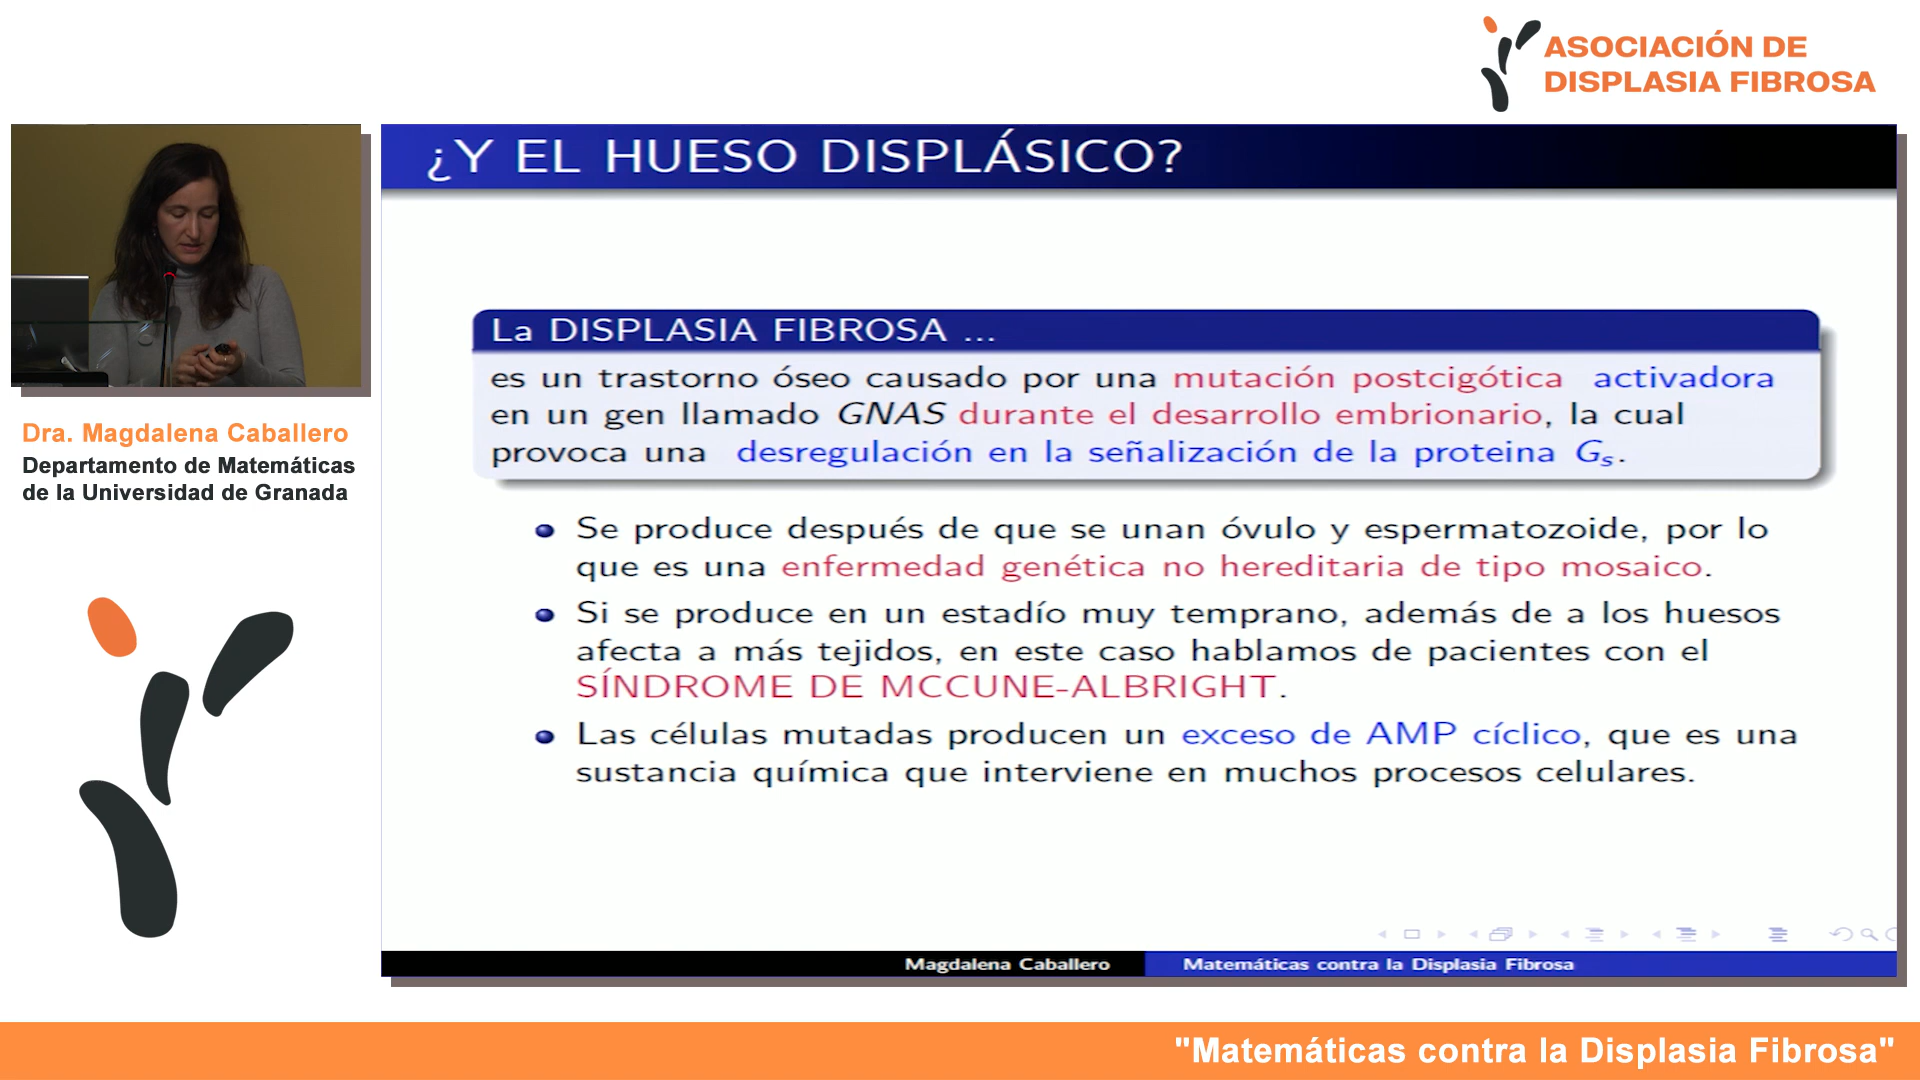 ASOCIACIÓN DE
DISPLASIA FIBROSA
¿Y EL HUESO DISPLÁSICO?
La DISPLASIA FIBROSA ...
es un trastorno óseo causado por una mutación postcigótica activadora
en un gen llamado GNAS durante el desarrollo embrionario, la cual
provoca una desregulación en la señalización de la proteina Gs.
Se produce después de que se unan óvulo y espermatozoide, por lo
que es una enfermedad genética no hereditaria de tipo mosaico.
Si se produce en un estadío muy temprano, además de a los huesos
afecta a más tejidos, en este caso hablamos de pacientes con el
SÍNDROME DE MCCUNE-ALBRIGHT.
Las células mutadas producen un exceso de AMP cíclico, que es una
sustancia química que interviene en muchos procesos celulares.
Magdalena Caballero
Matemáticas contra la Displasia Fibrosa
Dra. Magdalena Caballero
Departamento de Matemáticas
de la Universidad de Granada
"Matemáticas contra la Displasia Fibrosa"